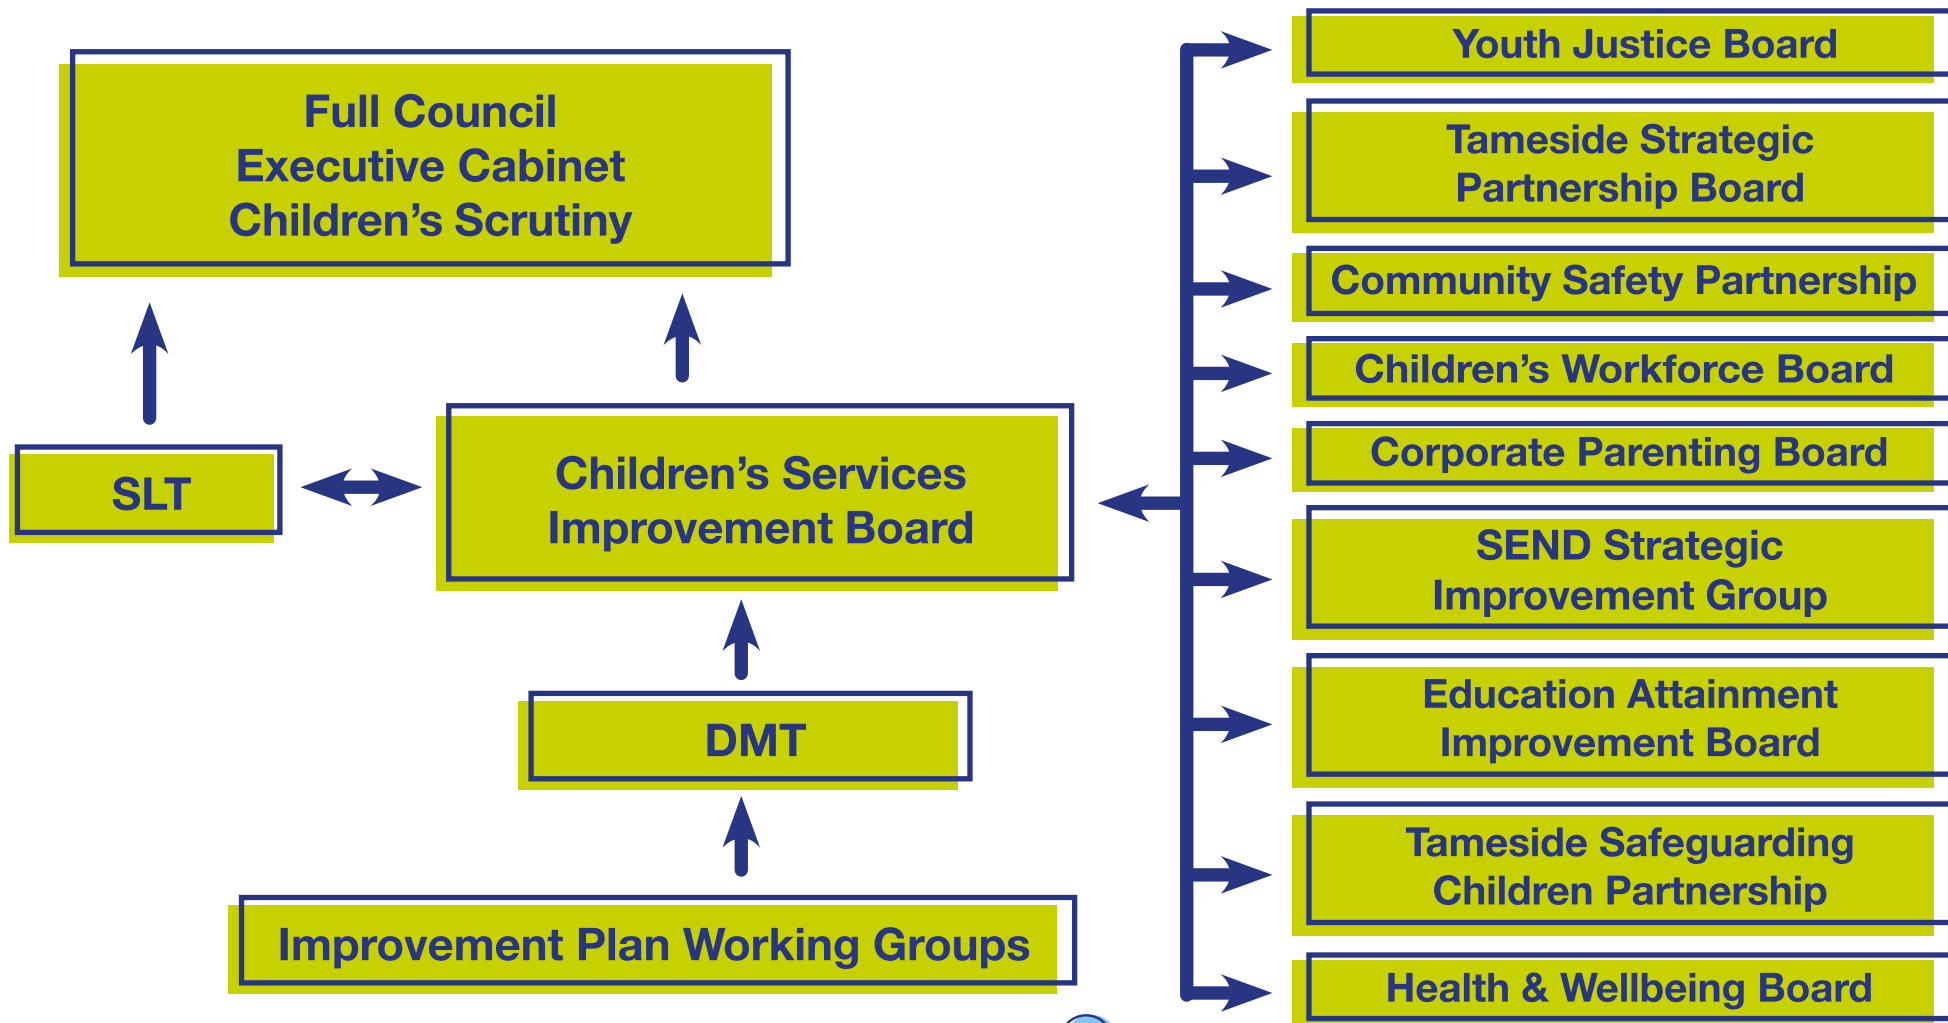 Full Council
Executive Cabinet
Children’s Scrutiny
SLT
Children’s Services
Improvement Board
DMT
Improvement Plan Working Groups
Youth Justice Board
Tameside Strategic
Partnership Board
Community Safety Partnership
Children’s Workforce Board
Corporate Parenting Board
SEND Strategic
Improvement Group
Education Attainment
Improvement Board
Tameside Safeguarding
Children Partnership
Health & Wellbeing Board